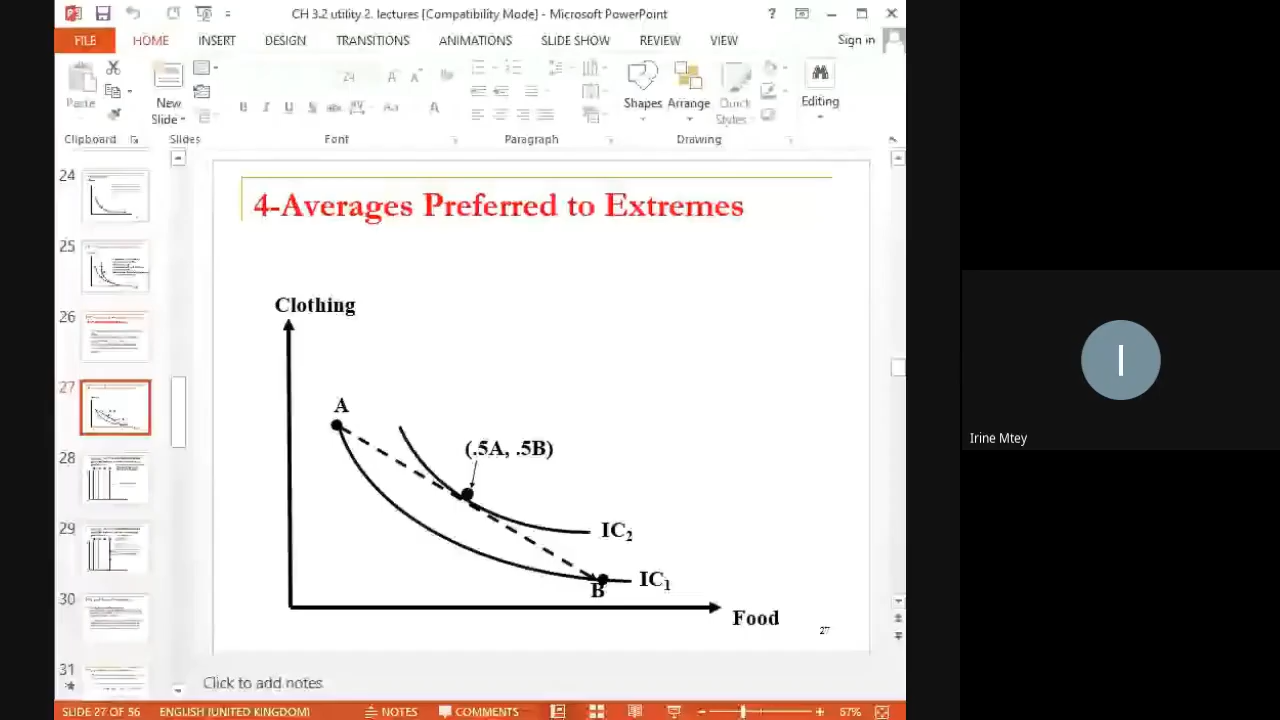 CH 3.2 utility 2. lectures [Compatibility Mode] - Microsoft PowerPoint
FILE HOME INSERT DESIGN TRANSITIONS ANIMATIONS SLIDE SHOW REVIEW VIEW Sign in
24
Paste New Slide Shapes Arrange Quick Styles Editing
Clipboard Slides Font Paragraph Drawing
24
25
26
27
28
29
30
31
4-Averages Preferred to Extremes
Clothing
A
(.5A, .5B)
IC2
IC1
B
Food
27
Click to add notes
SLIDE 27 OF 56 ENGLISH (UNITED KINGDOM) NOTES COMMENTS 67%
I
Irine Mtey